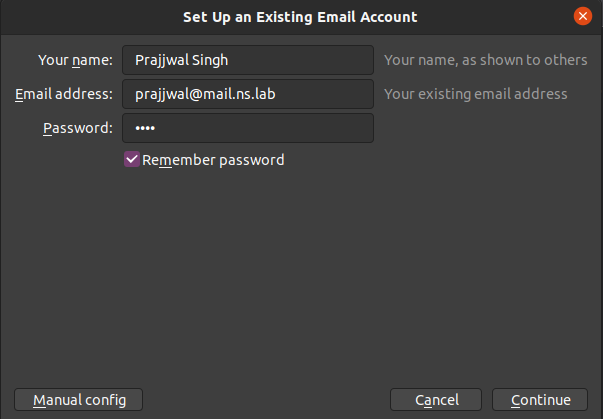 Set Up an Existing Email Account
Your name: Prajjwal Singh Your name, as shown to others
Email address: prajjwal@mail.ns.lab Your existing email address
Password: ••••
Remember password
Manual config Cancel Continue